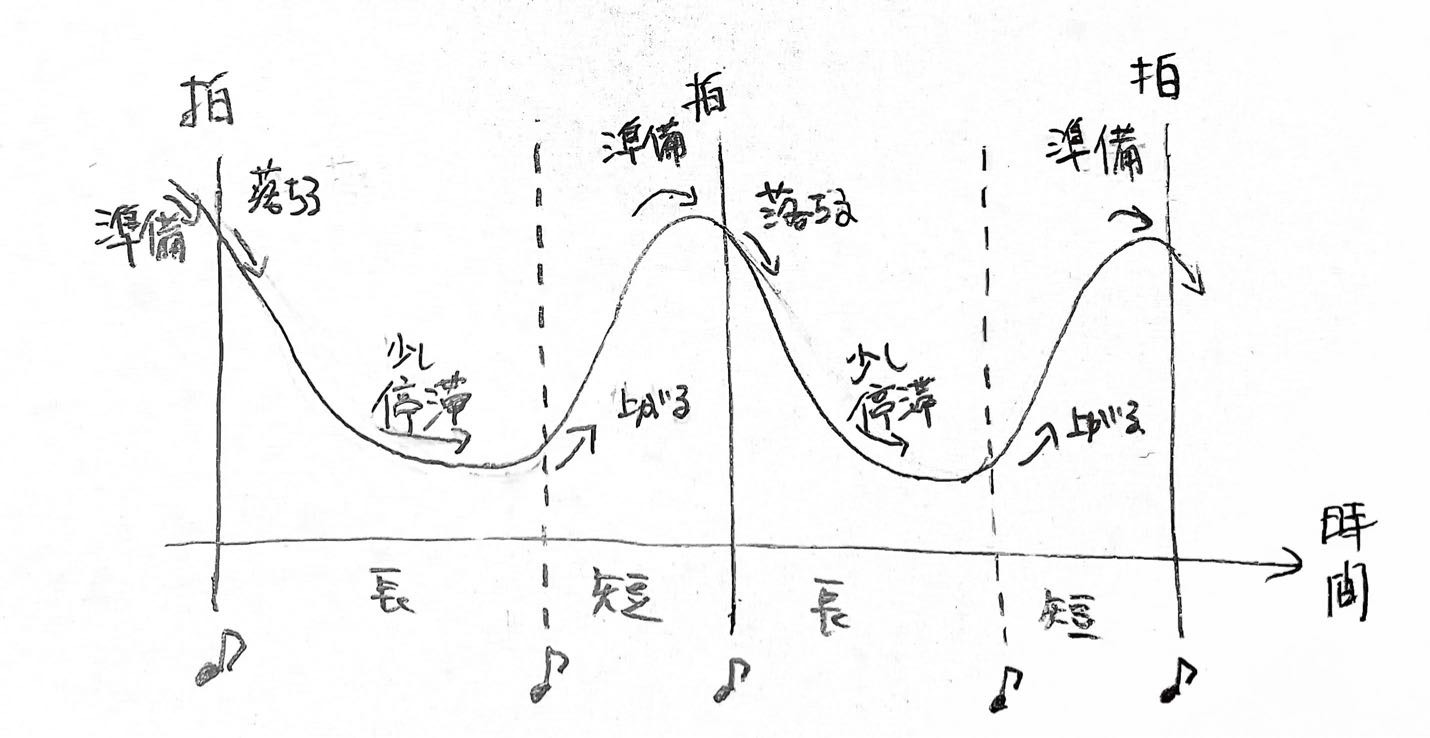 拍
拍
拍
準備
落ちる
準備
落ちる
準備
少し
停滞
上がる
少し
停滞
上がる
長
短
長
短
時
間
♪
♪
♪
♪
♪